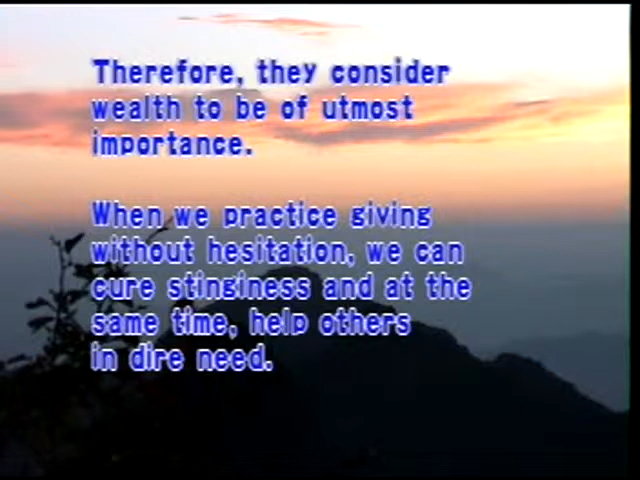 Therefore, they consider
wealth to be of utmost
importance.
When we practice giving
without hesitation, we can
cure stinginess and at the
same time, help others
in dire need.